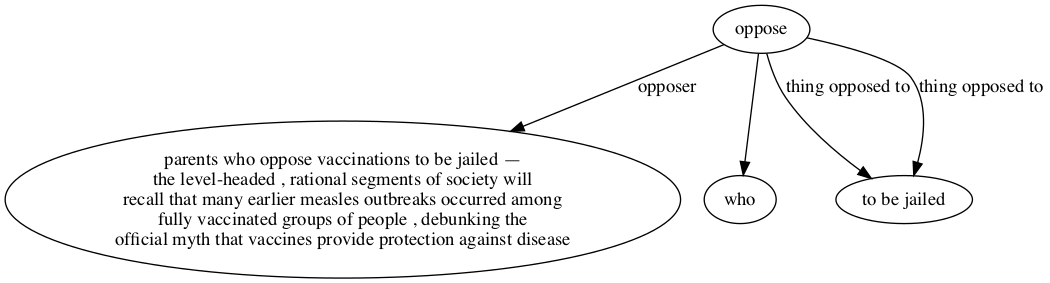 oppose
opposer
thing opposed to
thing opposed to
parents who oppose vaccinations to be jailed —
the level-headed , rational segments of society will
recall that many earlier measles outbreaks occurred among
fully vaccinated groups of people , debunking the
official myth that vaccines provide protection against disease
who
to be jailed